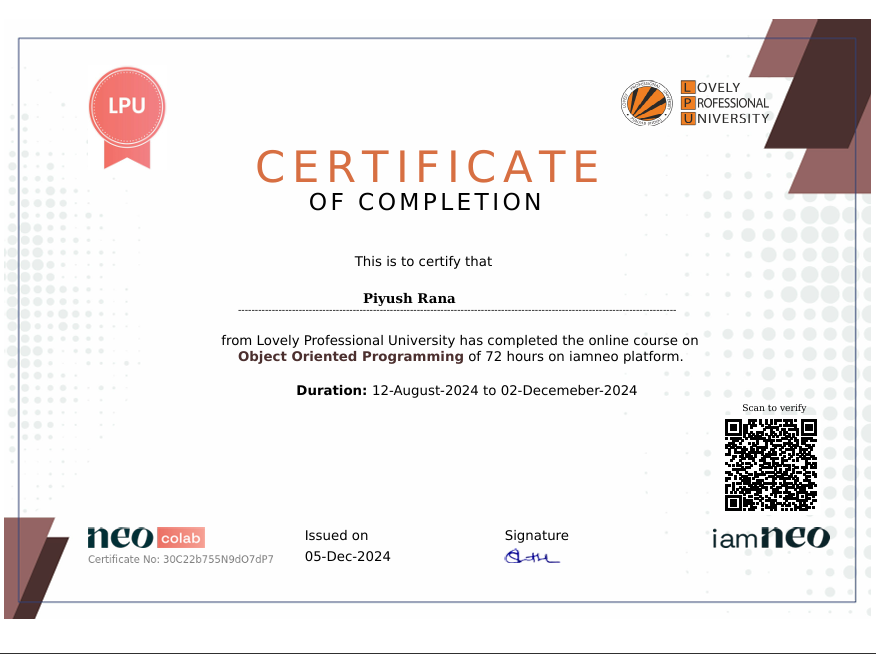 LPU
LOVELY
PROFESSIONAL
UNIVERSITY
CERTIFICATE
OF COMPLETION
This is to certify that
Piyush Rana
from Lovely Professional University has completed the online course on
Object Oriented Programming of 72 hours on iamneo platform.
Duration: 12-August-2024 to 02-Decemeber-2024
Scan to verify
neo colab
Certificate No: 30C22b755N9dO7dP7
Issued on
05-Dec-2024
Signature
iamneo